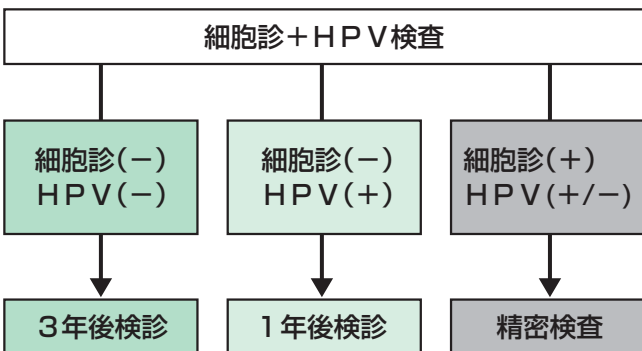 細胞診＋ＨＰＶ検査
細胞診(－)
ＨＰＶ(－)
細胞診(－)
ＨＰＶ(＋)
細胞診(＋)
ＨＰＶ(＋/－)
３年後検診
１年後検診
精密検査